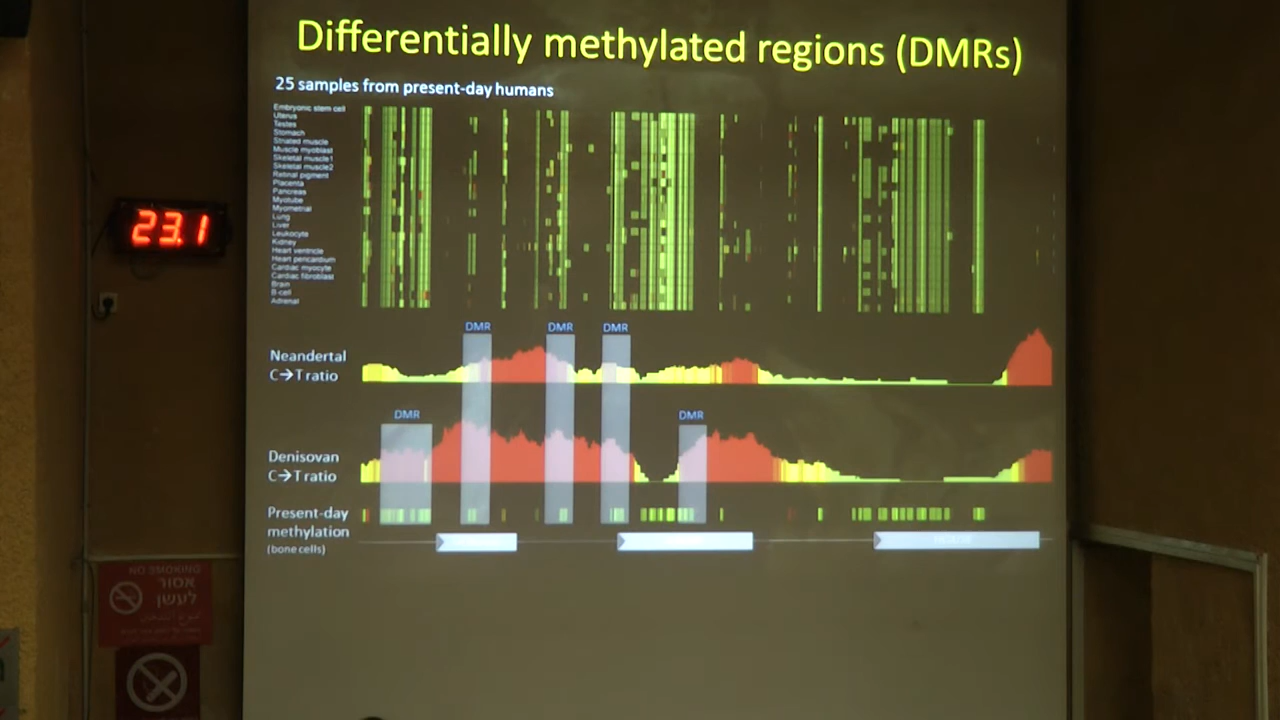 Differentially methylated regions (DMRs)
25 samples from present-day humans
Embryonic stem cell
Uterus
Testes
Stomach
Striated muscle
Muscle myoblast
Skeletal muscle1
Skeletal muscle2
Retinal pigment
Placenta
Pancreas
Myotube
Myometrial
Lung
Liver
Leukocyte
Kidney
Heart ventricle
Heart pericardium
Cardiac myocyte
Cardiac fibroblast
Brain
B-cell
Adrenal
23.1
DMR DMR DMR
Neandertal
C→T ratio
DMR DMR
Denisovan
C→T ratio
Present-day
methylation
(bone cells)
NO SMOKING
אסור
לעשן